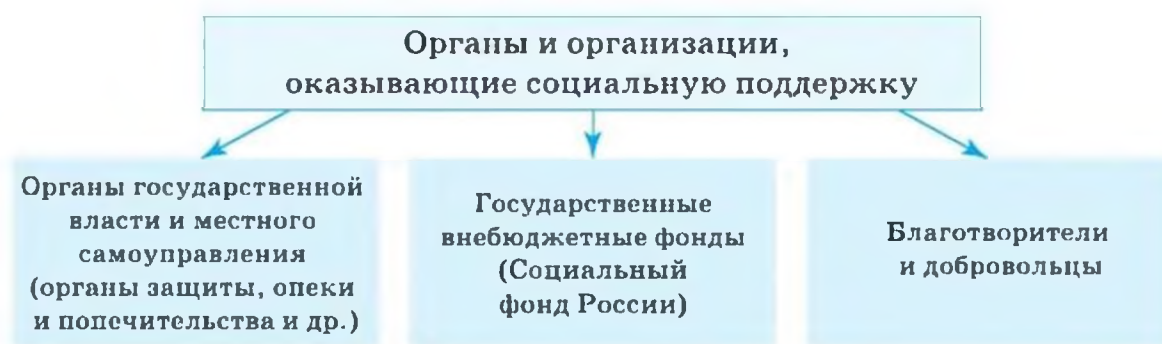 Органы и организации,
оказывающие социальную поддержку
Органы государственной
власти и местного
самоуправления
(органы защиты, опеки
и попечительства и др.)
Государственные
внебюджетные фонды
(Социальный
фонд России)
Благотворители
и добровольцы